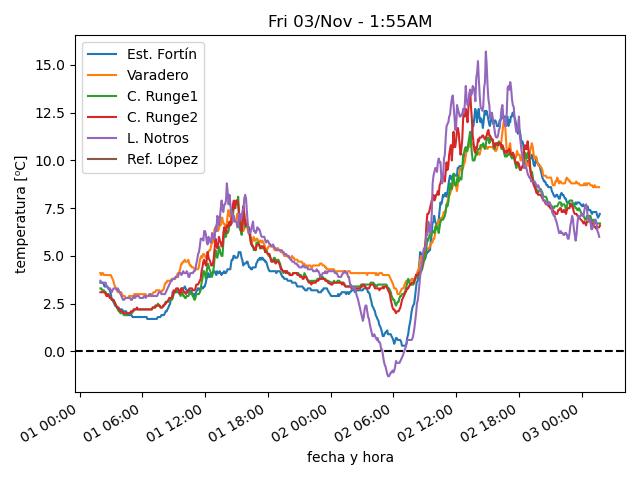 Fri 03/Nov - 1:55AM
Est. Fortín
Varadero
C. Runge1
C. Runge2
L. Notros
Ref. López
temperatura [ºC]
15.0
12.5
10.0
7.5
5.0
2.5
0.0
01 00:00
01 06:00
01 12:00
01 18:00
02 00:00
02 06:00
02 12:00
02 18:00
03 00:00
fecha y hora